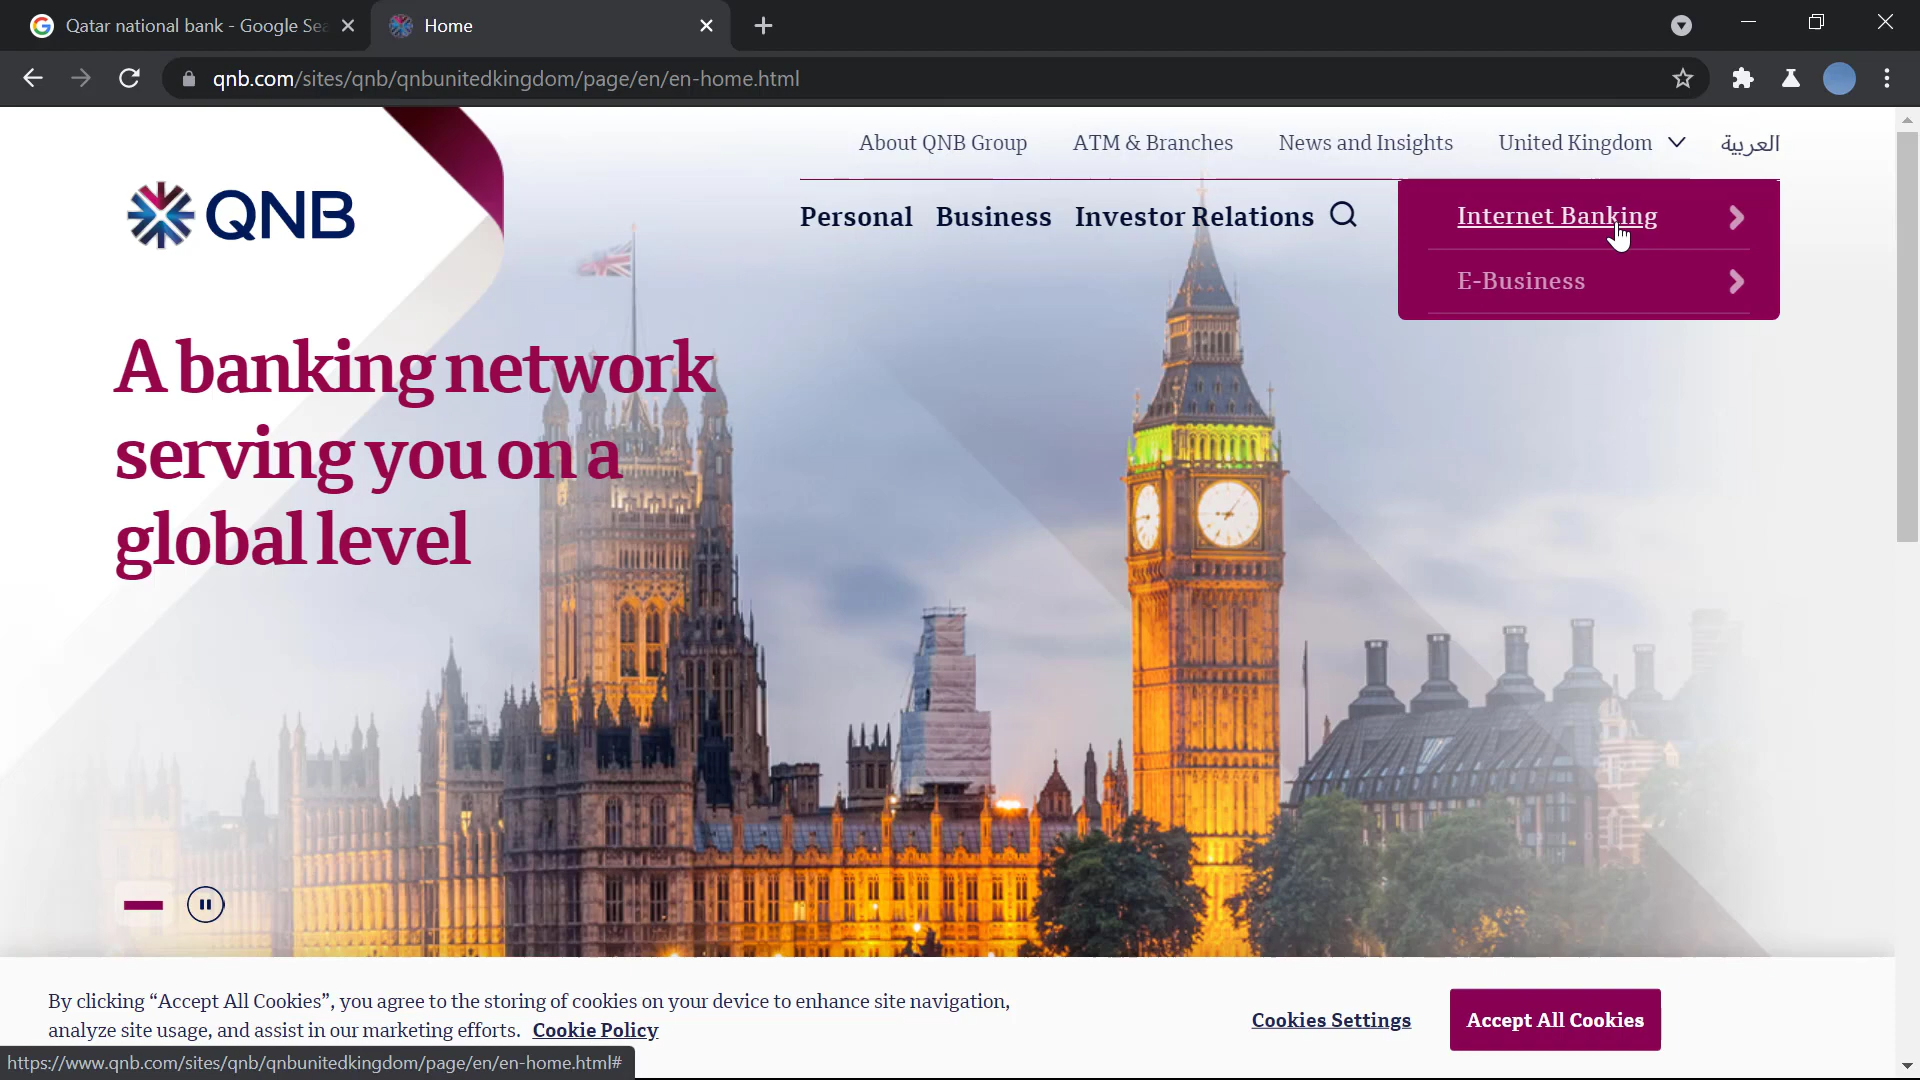 Qatar national bank - Google Sea
Home
qnb.com/sites/qnb/qnbunitedkingdom/page/en/en-home.html
About QNB Group
ATM & Branches
News and Insights
United Kingdom
العربية
QNB
Personal
Business
Investor Relations
Internet Banking
E-Business
A banking network
serving you on a
global level
By clicking “Accept All Cookies”, you agree to the storing of cookies on your device to enhance site navigation,
analyze site usage, and assist in our marketing efforts. Cookie Policy
Cookies Settings
Accept All Cookies
https://www.qnb.com/sites/qnb/qnbunitedkingdom/page/en/en-home.html#